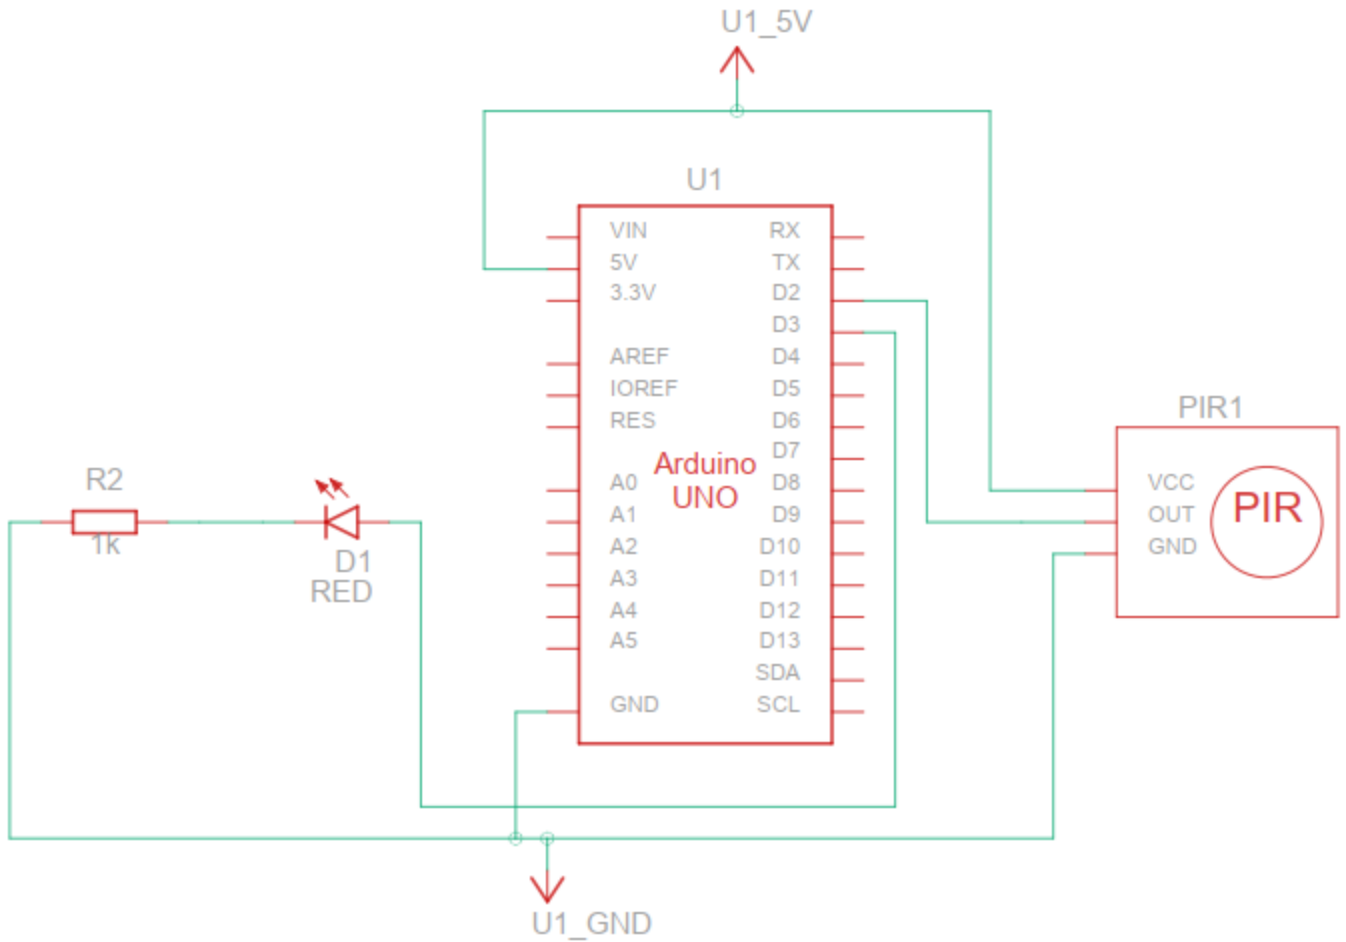 U1_5V
U1
VIN
5V
3.3V
AREF
IOREF
RES
A0
A1
A2
A3
A4
A5
GND
Arduino
UNO
RX
TX
D2
D3
D4
D5
D6
D7
D8
D9
D10
D11
D12
D13
SDA
SCL
PIR1
VCC
OUT
GND
PIR
R2
1k
D1
RED
U1_GND